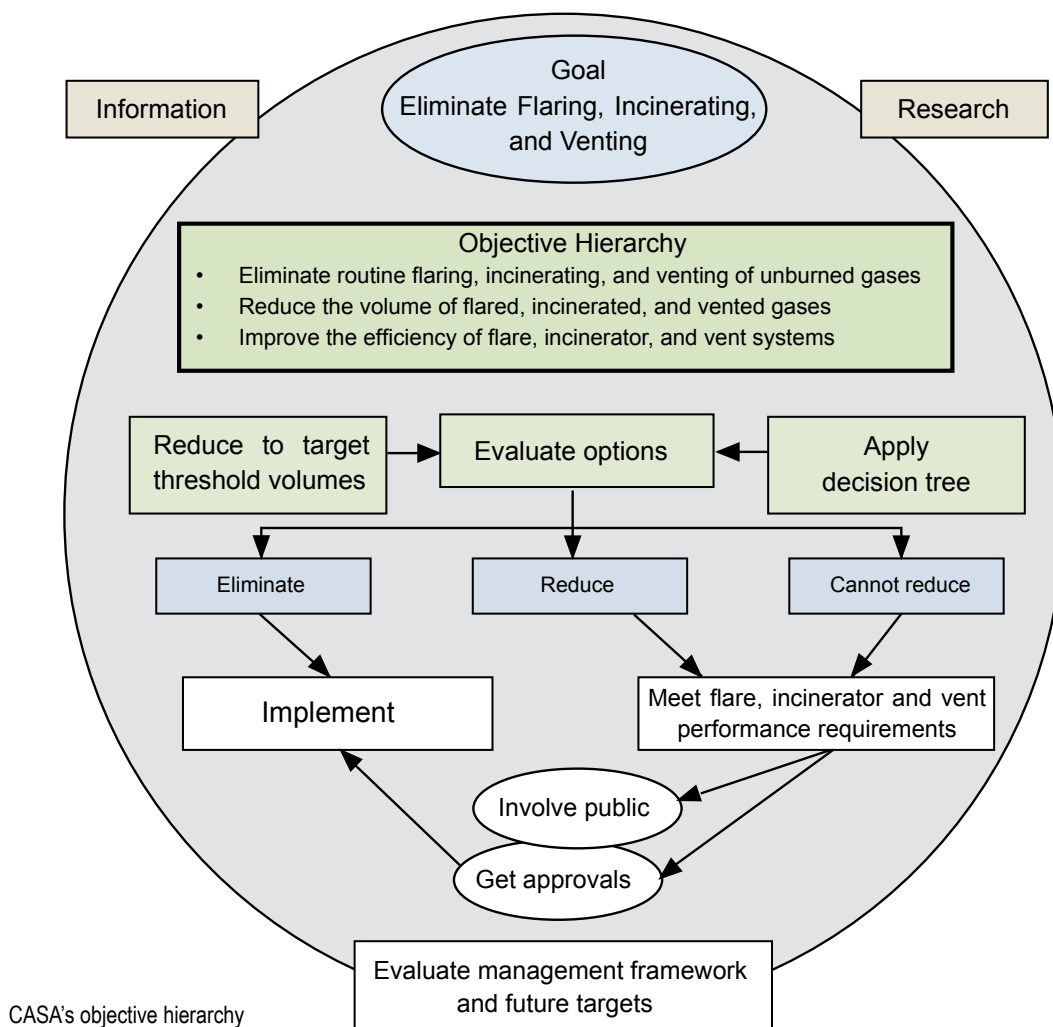 Goal
Eliminate Flaring, Incinerating,
and Venting
Information
Research
Objective Hierarchy
• Eliminate routine flaring, incinerating, and venting of unburned gases
• Reduce the volume of flared, incinerated, and vented gases
• Improve the efficiency of flare, incinerator, and vent systems
Reduce to target
threshold volumes
Evaluate options
Apply
decision tree
Eliminate
Reduce
Cannot reduce
Implement
Meet flare, incinerator and vent
performance requirements
Involve public
Get approvals
Evaluate management framework
and future targets
CASA's objective hierarchy